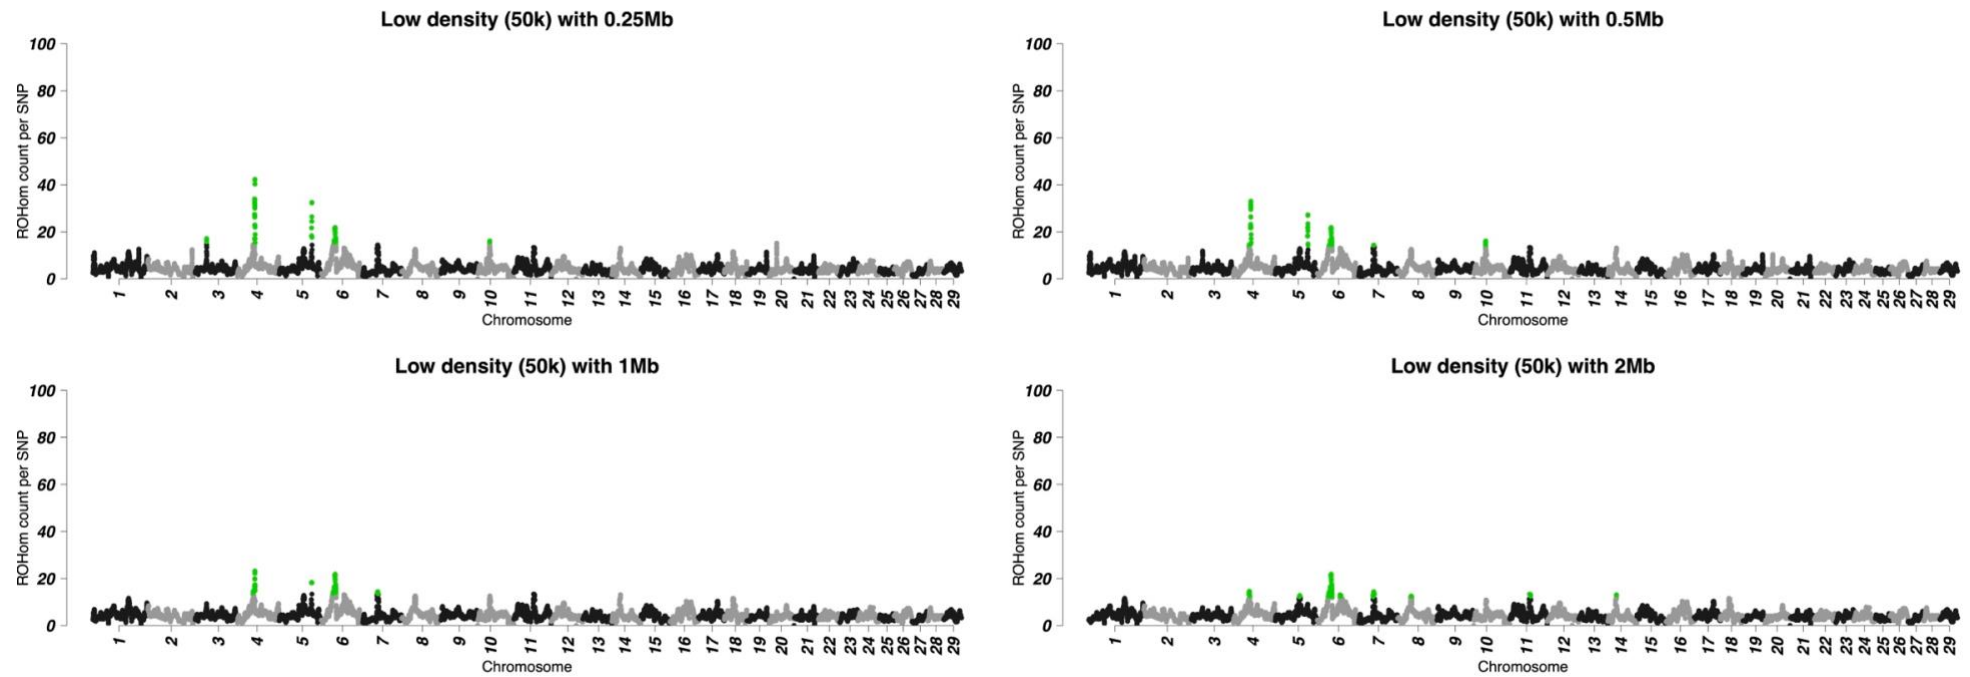 Low density (50k) with 0.25Mb
100
80
60
40
20
0
ROHom count per SNP
1 2 3 4 5 6 7 8 9 10 11 12 13 14 15 16 17 18 19 20 21 22 23 24 25 26 27 28 29
Chromosome
Low density (50k) with 0.5Mb
100
80
60
40
20
0
ROHom count per SNP
1 2 3 4 5 6 7 8 9 10 11 12 13 14 15 16 17 18 19 20 21 22 23 24 25 26 27 28 29
Chromosome
Low density (50k) with 1Mb
100
80
60
40
20
0
ROHom count per SNP
1 2 3 4 5 6 7 8 9 10 11 12 13 14 15 16 17 18 19 20 21 22 23 24 25 26 27 28 29
Chromosome
Low density (50k) with 2Mb
100
80
60
40
20
0
ROHom count per SNP
1 2 3 4 5 6 7 8 9 10 11 12 13 14 15 16 17 18 19 20 21 22 23 24 25 26 27 28 29
Chromosome